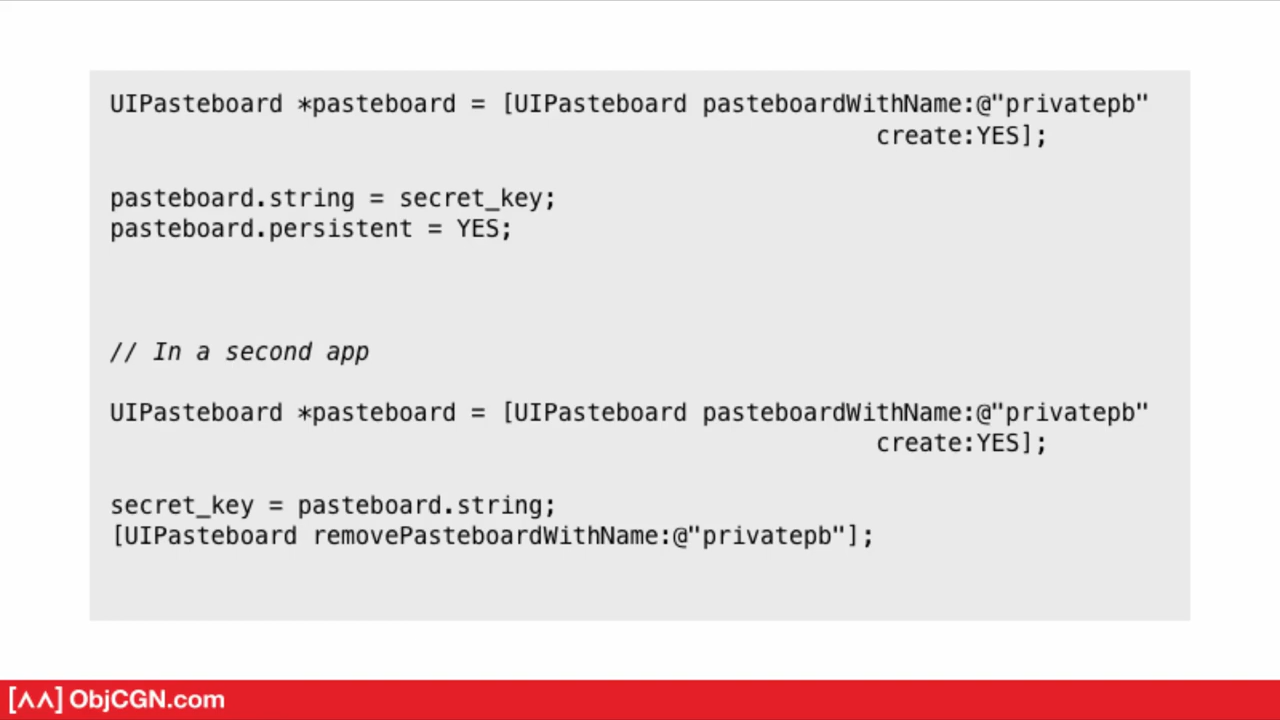 UIPasteboard *pasteboard = [UIPasteboard pasteboardWithName:@"privatepb"
create:YES];
pasteboard.string = secret_key;
pasteboard.persistent = YES;
// In a second app
UIPasteboard *pasteboard = [UIPasteboard pasteboardWithName:@"privatepb"
create:YES];
secret_key = pasteboard.string;
[UIPasteboard removePasteboardWithName:@"privatepb"];
[ʌʌ] ObjCGN.com